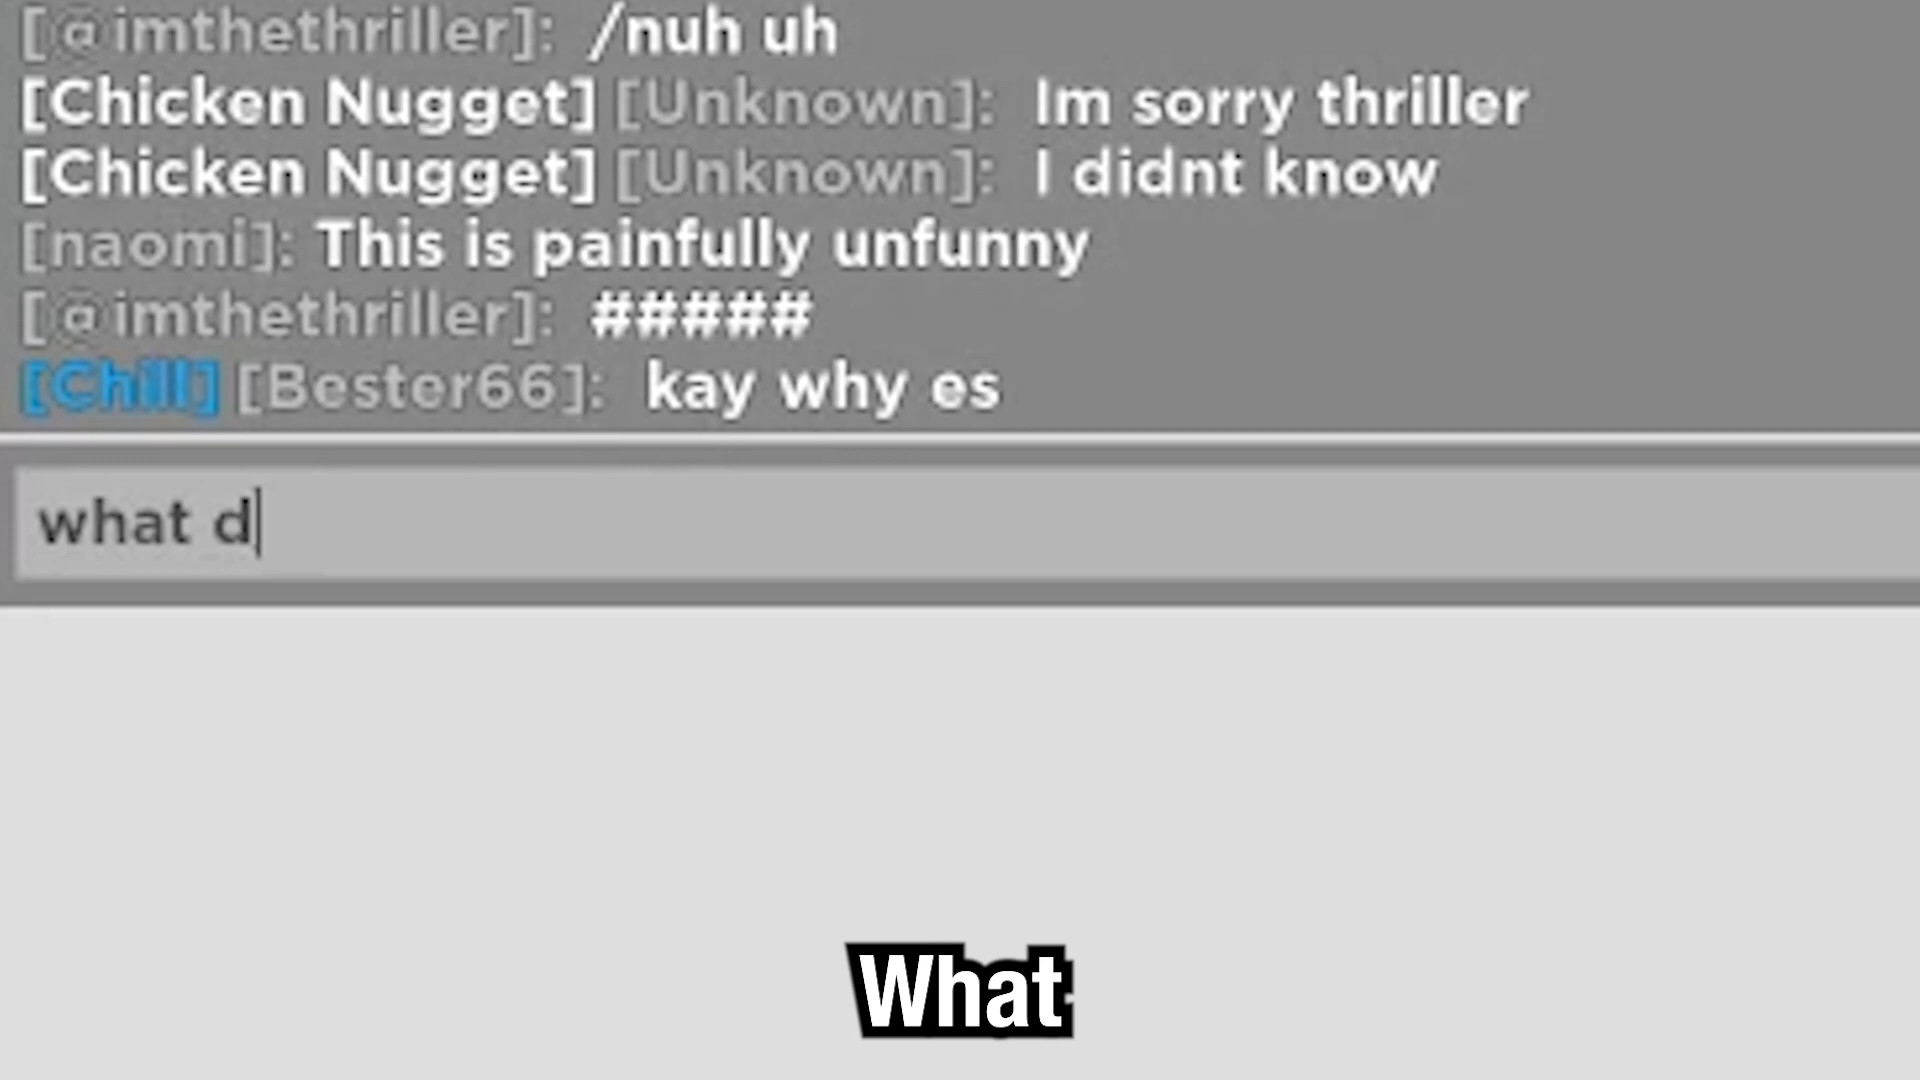 [@imthethriller]: /nuh uh
[Chicken Nugget] [Unknown]: Im sorry thriller
[Chicken Nugget] [Unknown]: I didnt know
[naomi]: This is painfully unfunny
[@imthethriller]: #####
[Chill] [Bester66]: kay why es
what d
What